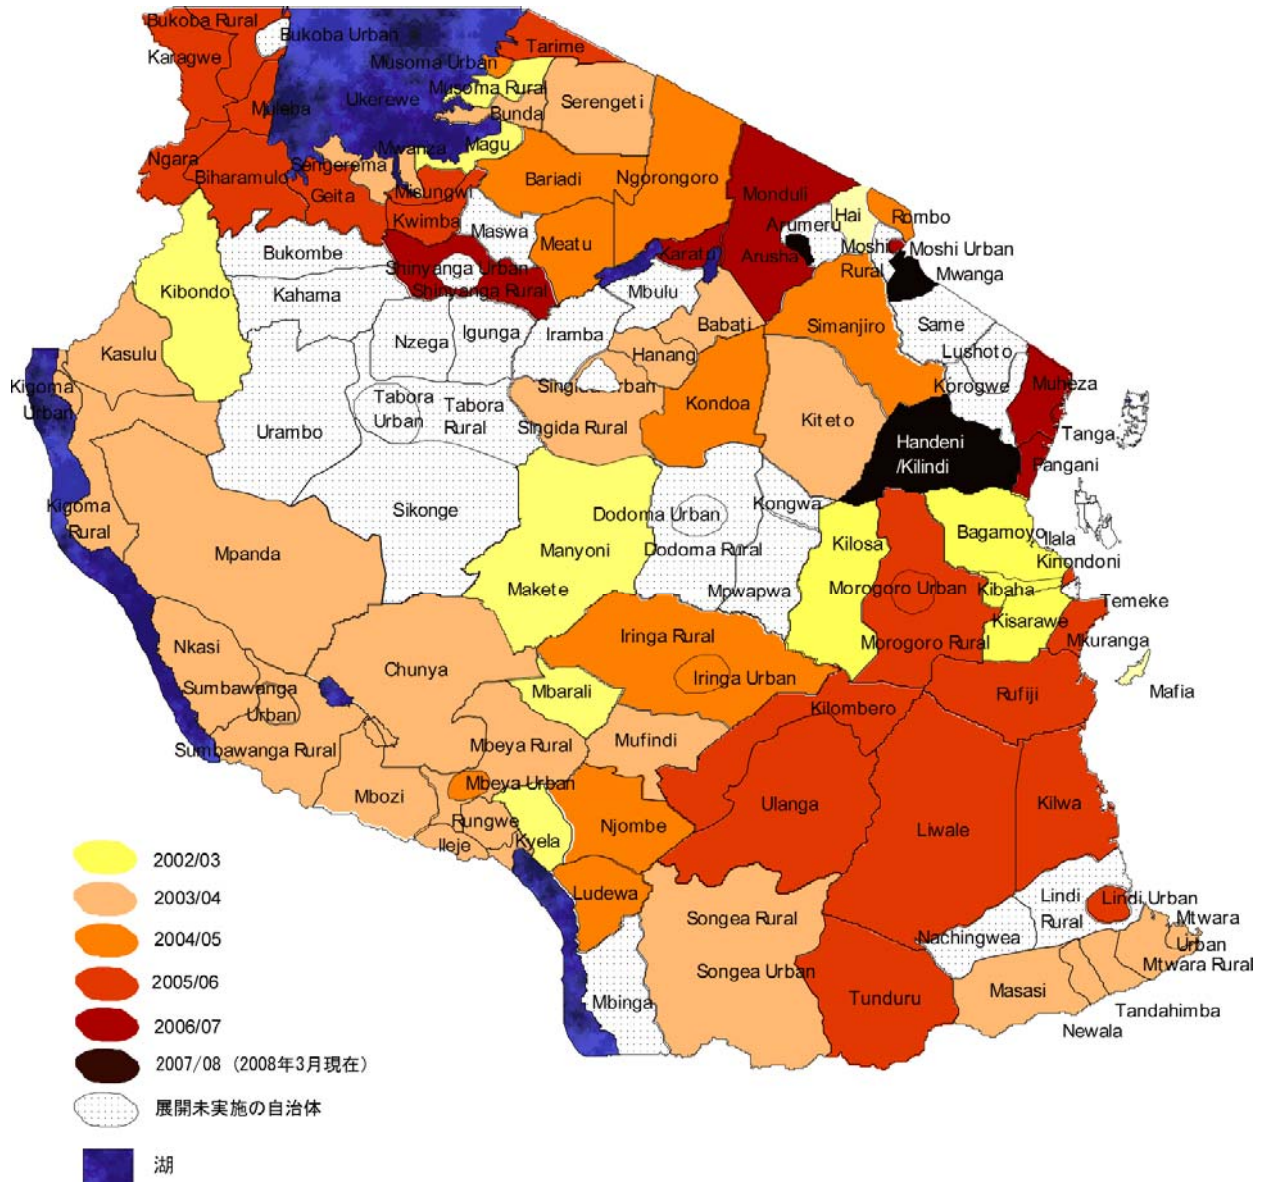 Bukoba Rural
Bukoba Urban
Karagwe
Tarime
Musoma Urban
Musoma Rural
Ukerewe
Serengeti
Muleba
Bunda
Magu
Mwanza
Ngara
Sengerema
Biharamulo
Geita
Misungwi
Bariadi
Ngorongoro
Monduli
Hai
Rombo
Kwimba
Maswa
Meatu
Arumeru
Moshi
Rural
Moshi Urban
Bukombe
Karatu
Arusha
Mwanga
Shinyanga Urban
Shinyanga Rural
Kibondo
Kahama
Mbulu
Babati
Simanjiro
Same
Kasulu
Nzega
Igunga
Iramba
Hanang
Lushoto
Kigoma
Urban
Singida Urban
Korogwe
Muheza
Tabora
Urban
Tabora
Rural
Kondoa
Kiteto
Urambo
Singida Rural
Handeni
/Kilindi
Tanga
Pangani
Kigoma
Rural
Sikonge
Dodoma Urban
Kongwa
Mpanda
Manyoni
Dodoma Rural
Kilosa
Bagamoyo
Ilala
Kinondoni
Makete
Mpwapwa
Morogoro Urban
Kibaha
Temeke
Kisarawe
Nkasi
Iringa Rural
Morogoro Rural
Mkuranga
Chunya
Sumbawanga
Urban
Mbarali
Iringa Urban
Rufiji
Mafia
Kilombero
Sumbawanga Rural
Mbeya Rural
Mufindi
Mbozi
Mbeya Urban
Ulanga
Kilwa
Rungwe
Njombe
Liwale
Ileje
Kyela
2002/03
2003/04
2004/05
2005/06
2006/07
2007/08 (2008年3月現在)
展開未実施の自治体
湖
Ludewa
Lindi
Rural
Lindi Urban
Songea Rural
Nachingwea
Mtwara
Urban
Mtwara Rural
Songea Urban
Mbinga
Tunduru
Masasi
Tandahimba
Newala